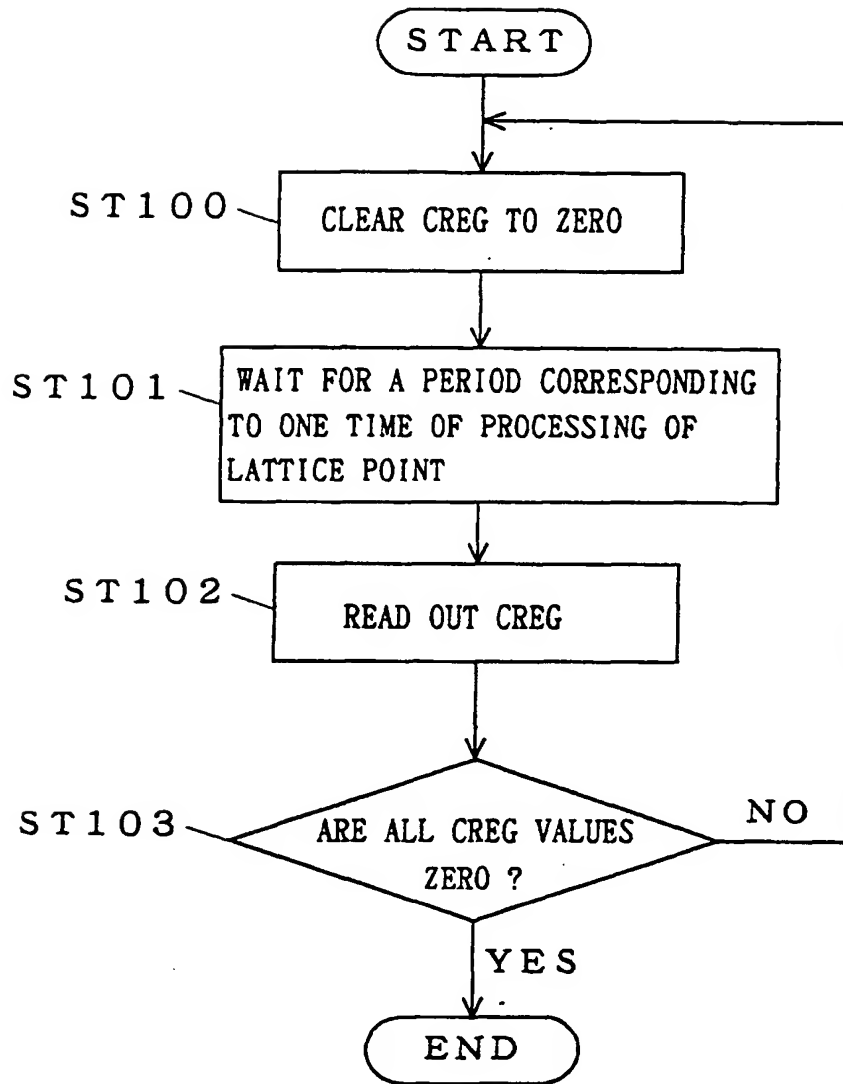 START
ST100
CLEAR CREG TO ZERO
ST101
WAIT FOR A PERIOD CORRESPONDING
TO ONE TIME OF PROCESSING OF
LATTICE POINT
ST102
READ OUT CREG
ST103
ARE ALL CREG VALUES
ZERO ?
NO
YES
END